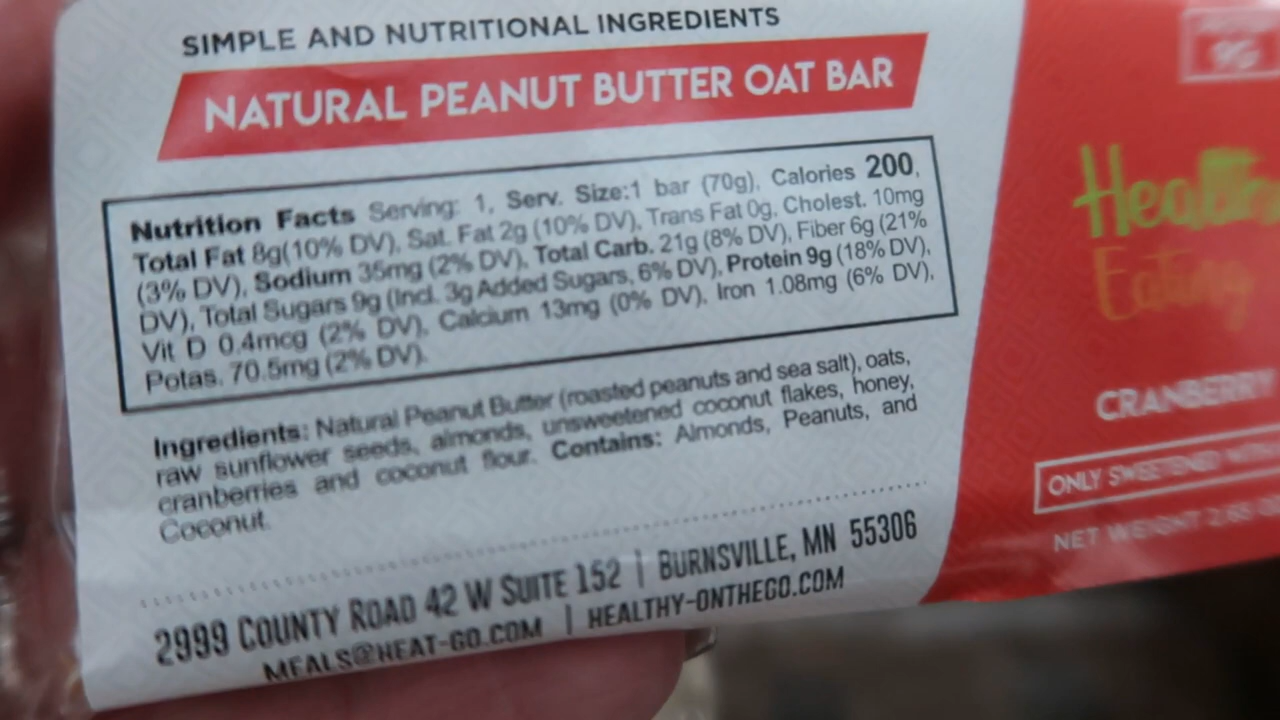 SIMPLE AND NUTRITIONAL INGREDIENTS
NATURAL PEANUT BUTTER OAT BAR
Nutrition Facts Serving: 1, Serv. Size:1 bar (70g), Calories 200,
Total Fat 8g(10% DV), Sat. Fat 2g (10% DV), Trans Fat 0g, Cholest. 10mg
(3% DV), Sodium 35mg (2% DV), Total Carb. 21g (8% DV), Fiber 6g (21%
DV), Total Sugars 9g (Incl. 3g Added Sugars, 6% DV), Protein 9g (18% DV),
Vit D 0.4mcg (2% DV), Calcium 13mg (0% DV), Iron 1.08mg (6% DV),
Potas. 70.5mg (2% DV).
Ingredients: Natural Peanut Butter (roasted peanuts and sea salt), oats,
raw sunflower seeds, almonds, unsweetened coconut flakes, honey,
cranberries and coconut flour. Contains: Almonds, Peanuts, and
Coconut.
2999 COUNTY ROAD 42 W SUITE 152 | BURNSVILLE, MN 55306
MEALS@HEAT-GO.COM | HEALTHY-ONTHEGO.COM
9G
Eating
CRANBERRY
ONLY SWEETENED WITH
NET WEIGHT 2.